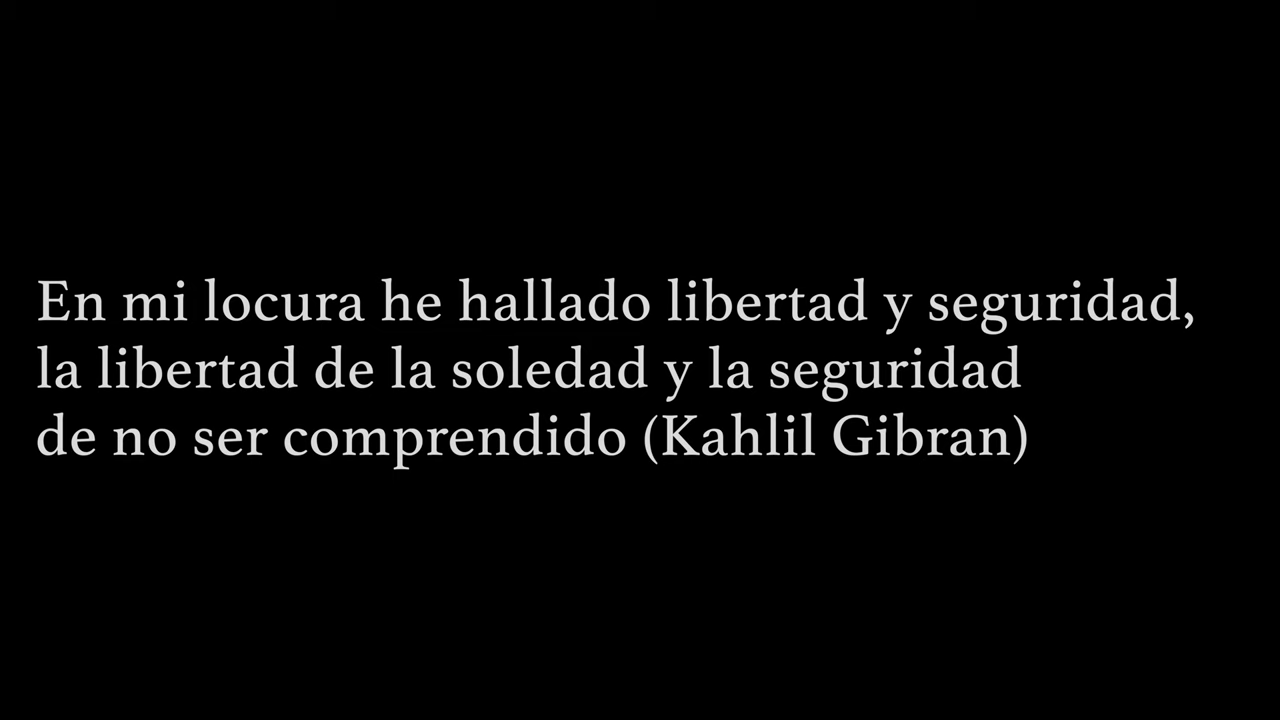 En mi locura he hallado libertad y seguridad,
la libertad de la soledad y la seguridad
de no ser comprendido (Kahlil Gibran)